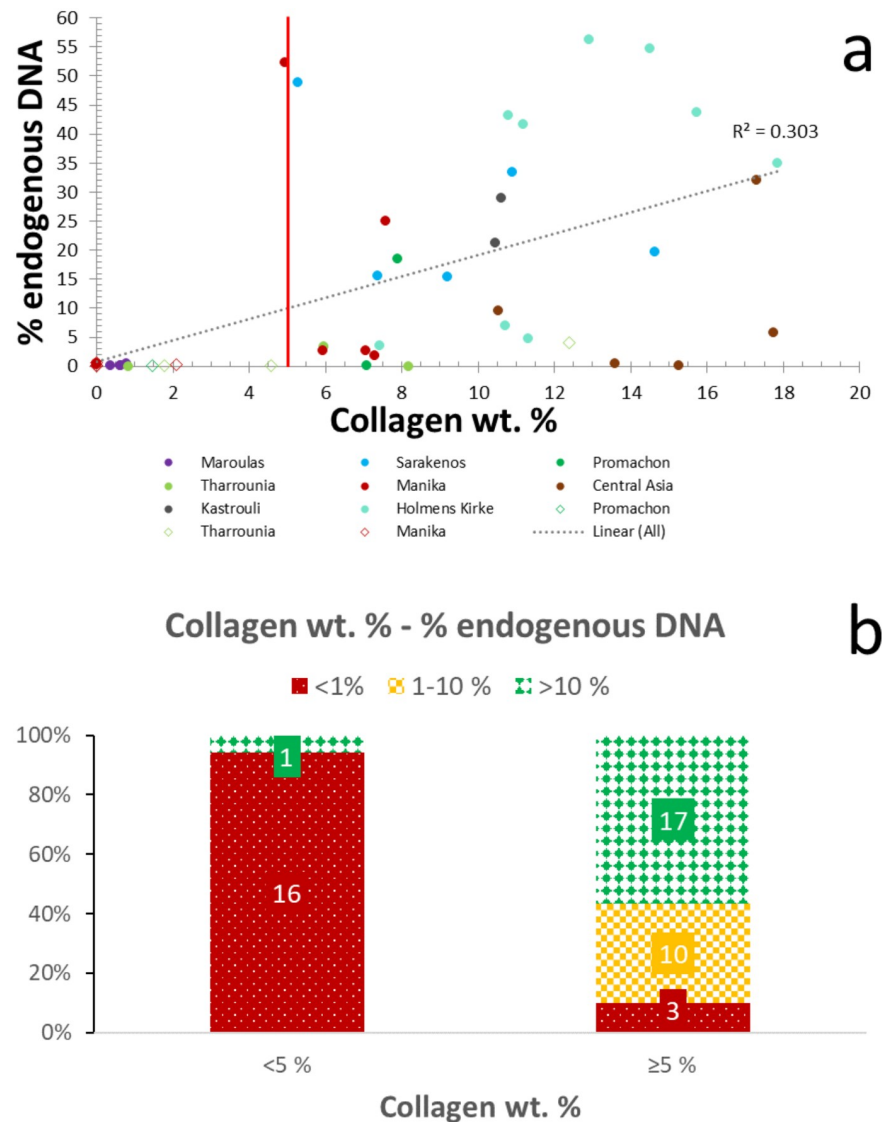 a
60
55
50
45
40
35
30
25
20
15
10
5
0
% endogenous DNA
R² = 0.303
0 2 4 6 8 10 12 14 16 18 20
Collagen wt. %
Maroulas Sarakenos Promachon
Tharrounia Manika Central Asia
Kastrouli Holmens Kirke Promachon
Tharrounia Manika Linear (All)
b
Collagen wt. % - % endogenous DNA
<1% 1-10 % >10 %
100%
80%
60%
40%
20%
0%
1
16
17
10
3
<5 % ≥5 %
Collagen wt. %